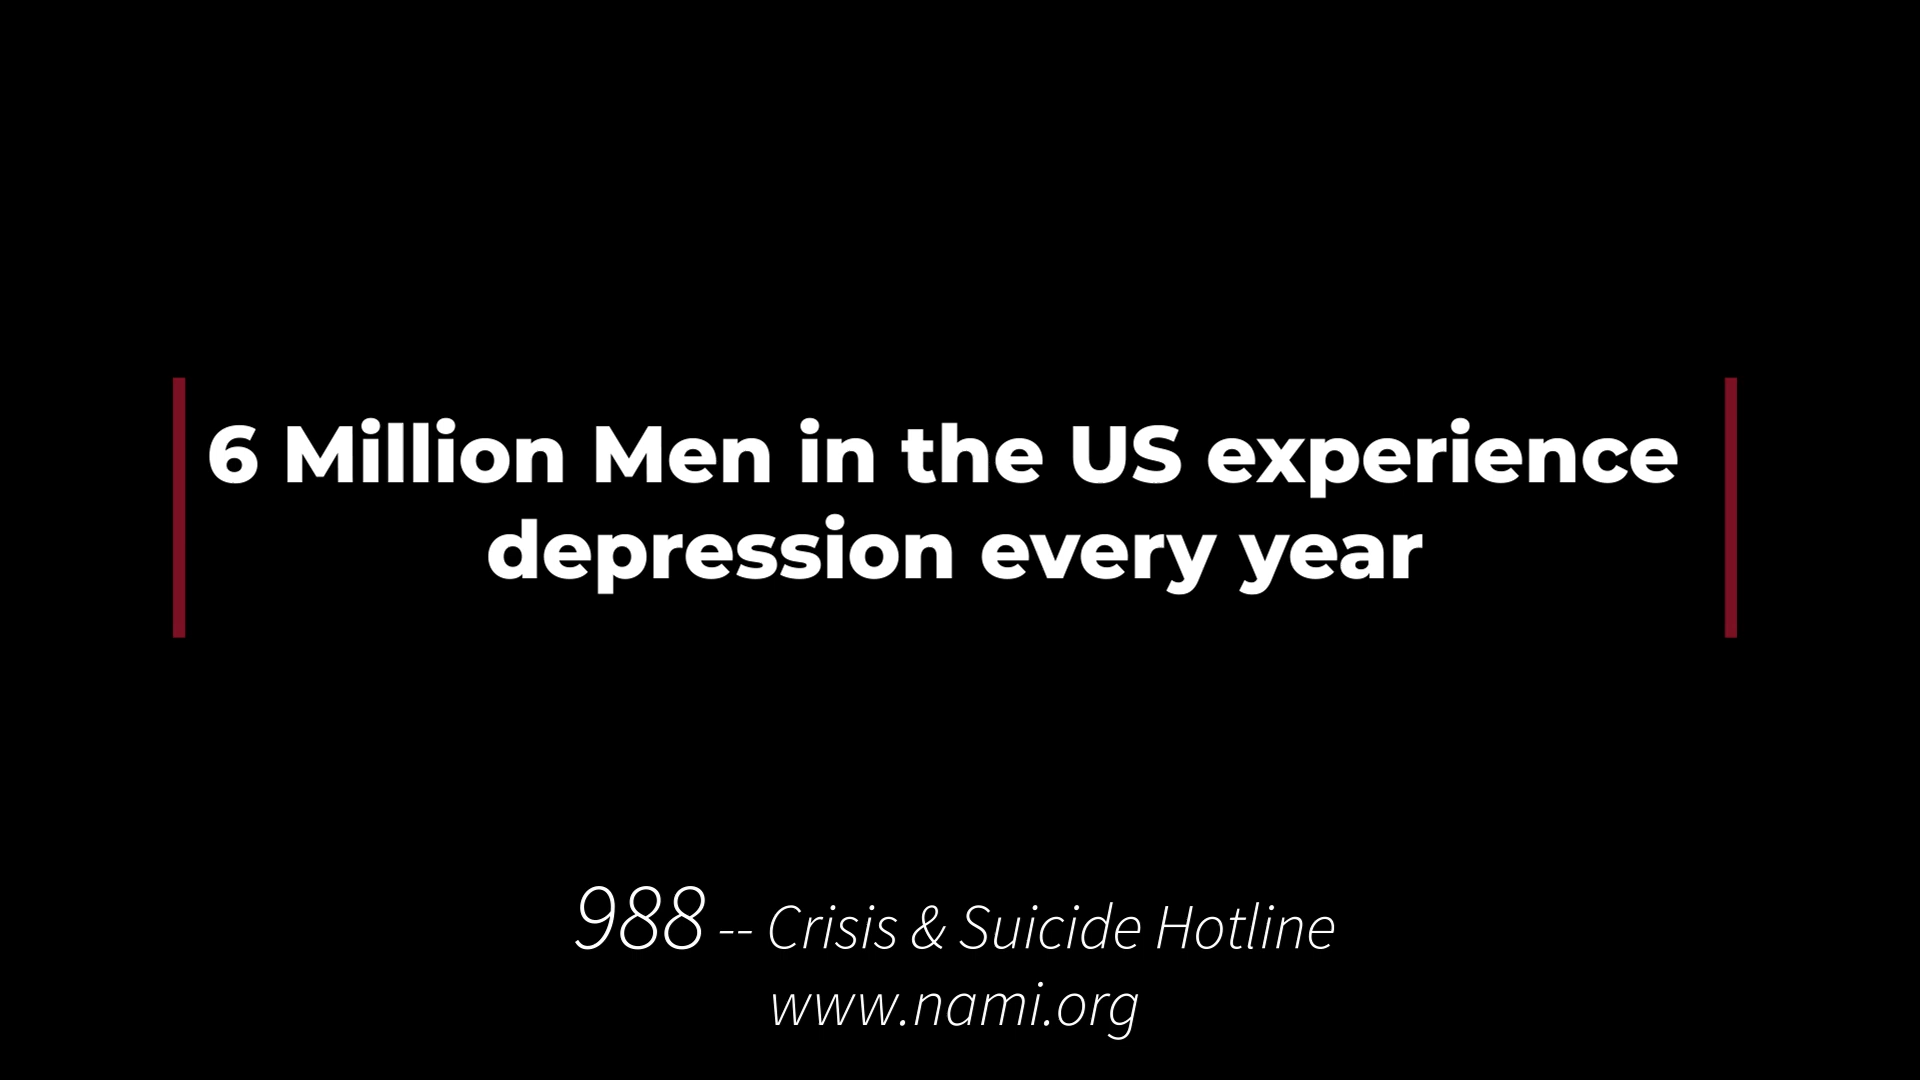 6 Million Men in the US experience
depression every year
988 -- Crisis & Suicide Hotline
www.nami.org